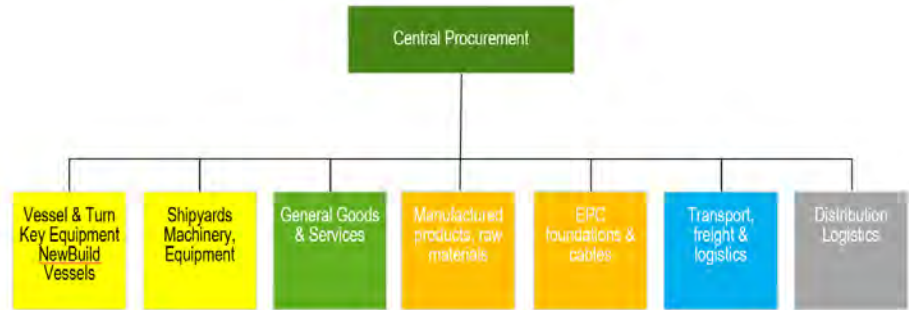 Central Procurement
Vessel & Turn
Key Equipment
NewBuild
Vessels
Shipyards
Machinery,
Equipment
General Goods
& Services
Manufactured
products, raw
materials
EPC
foundations &
cables
Transport,
freight &
logistics
Distribution
Logistics